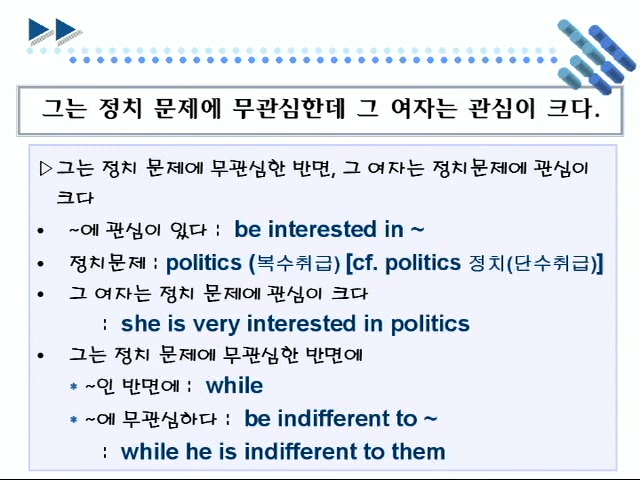 그는 정치 문제에 무관심한데 그 여자는 관심이 크다.
▷그는 정치 문제에 무관심한 반면, 그 여자는 정치문제에 관심이
크다
• ~에 관심이 있다 : be interested in ~
• 정치문제 : politics (복수취급) [cf. politics 정치(단수취급)]
• 그 여자는 정치 문제에 관심이 크다
: she is very interested in politics
• 그는 정치 문제에 무관심한 반면에
* ~인 반면에 : while
* ~에 무관심하다 : be indifferent to ~
: while he is indifferent to them